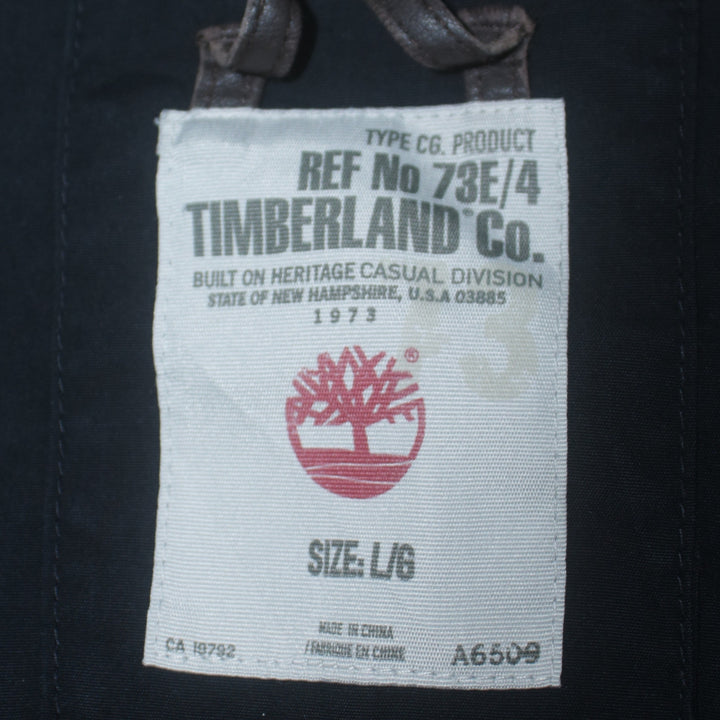 TYPE CG. PRODUCT
REF No 73E/4
TIMBERLAND® Co.
BUILT ON HERITAGE CASUAL DIVISION
STATE OF NEW HAMPSHIRE, U.S.A 03885
1973
®
SIZE: L/G
MADE IN CHINA
/ FABRIQUE EN CHINE
CA 19792
A6509